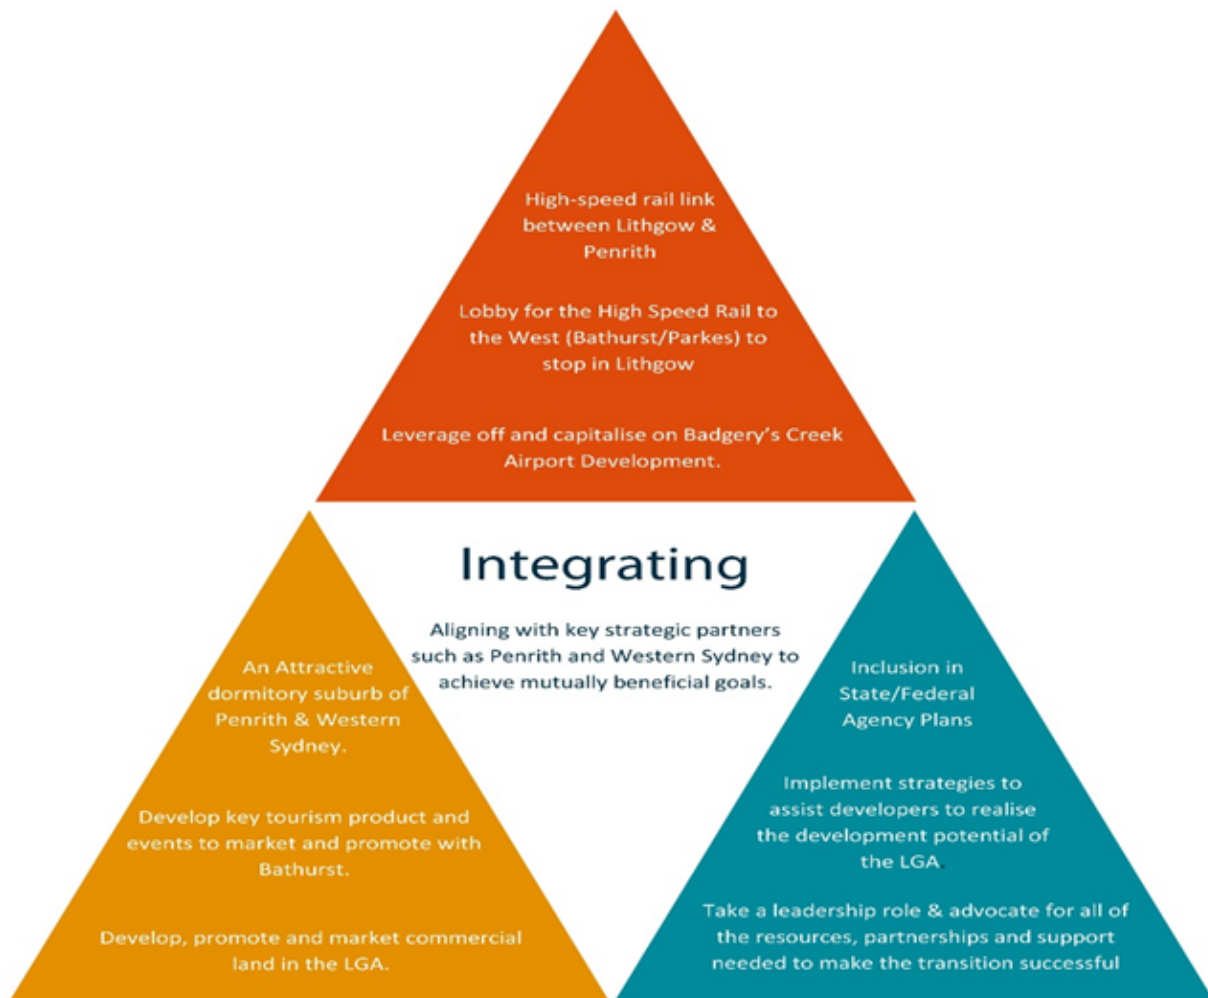 High-speed rail link
between Lithgow &
Penrith
Lobby for the High Speed Rail to
the West (Bathurst/Parkes) to
stop in Lithgow
Leverage off and capitalise on Badgery's Creek
Airport Development.
Integrating
Aligning with key strategic partners
such as Penrith and Western Sydney to
achieve mutually beneficial goals.
An Attractive
dormitory suburb of
Penrith & Western
Sydney.
Develop key tourism product and
events to market and promote with
Bathurst.
Develop, promote and market commercial
land in the LGA.
Inclusion in
State/Federal
Agency Plans
Implement strategies to
assist developers to realise
the development potential of
the LGA.
Take a leadership role & advocate for all of
the resources, partnerships and support
needed to make the transition successful